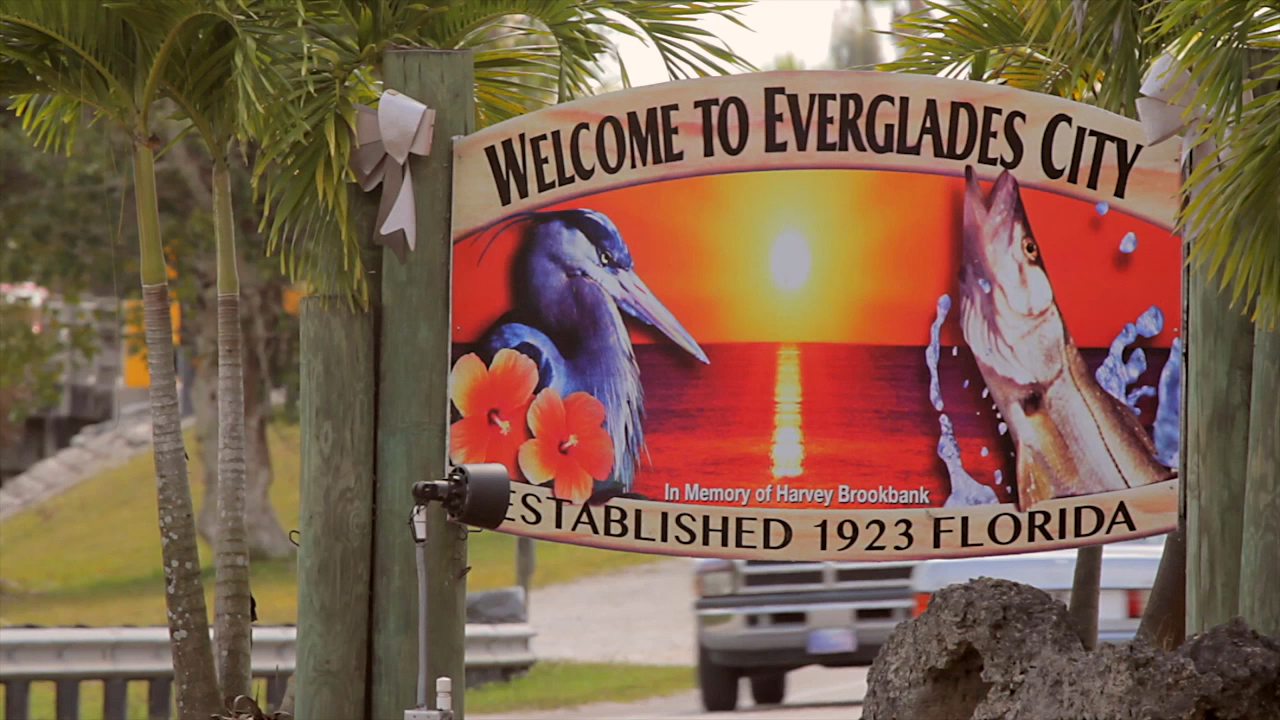 WELCOME TO EVERGLADES CITY
In Memory of Harvey Brookbank
ESTABLISHED 1923 FLORIDA